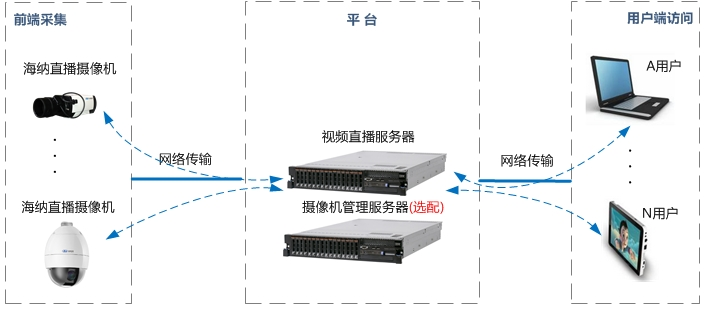 前端采集
平 台
用户端访问
海纳直播摄像机
A用户
视频直播服务器
网络传输
网络传输
海纳直播摄像机
摄像机管理服务器(选配)
N用户